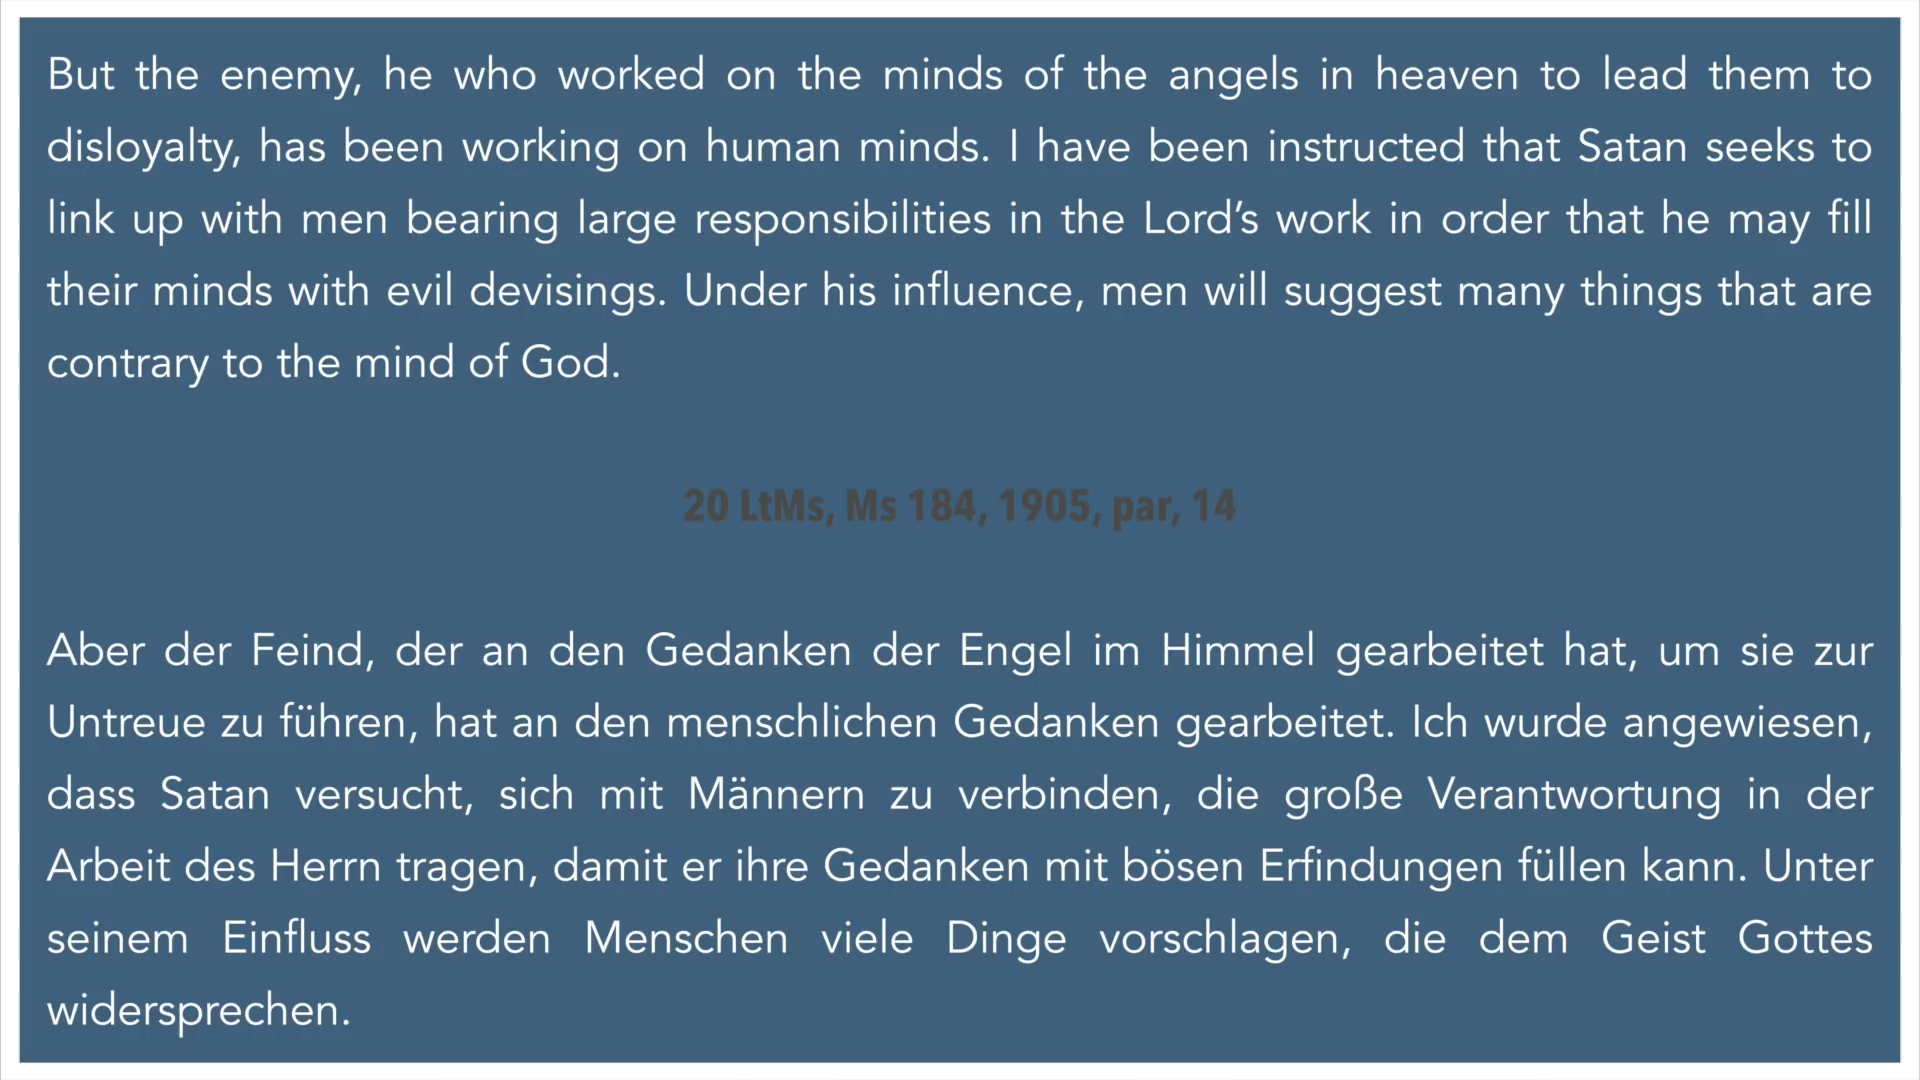 But the enemy, he who worked on the minds of the angels in heaven to lead them to
disloyalty, has been working on human minds. I have been instructed that Satan seeks to
link up with men bearing large responsibilities in the Lord’s work in order that he may fill
their minds with evil devisings. Under his influence, men will suggest many things that are
contrary to the mind of God.
20 LtMs, Ms 184, 1905, par, 14
Aber der Feind, der an den Gedanken der Engel im Himmel gearbeitet hat, um sie zur
Untreue zu führen, hat an den menschlichen Gedanken gearbeitet. Ich wurde angewiesen,
dass Satan versucht, sich mit Männern zu verbinden, die große Verantwortung in der
Arbeit des Herrn tragen, damit er ihre Gedanken mit bösen Erfindungen füllen kann. Unter
seinem Einfluss werden Menschen viele Dinge vorschlagen, die dem Geist Gottes
widersprechen.